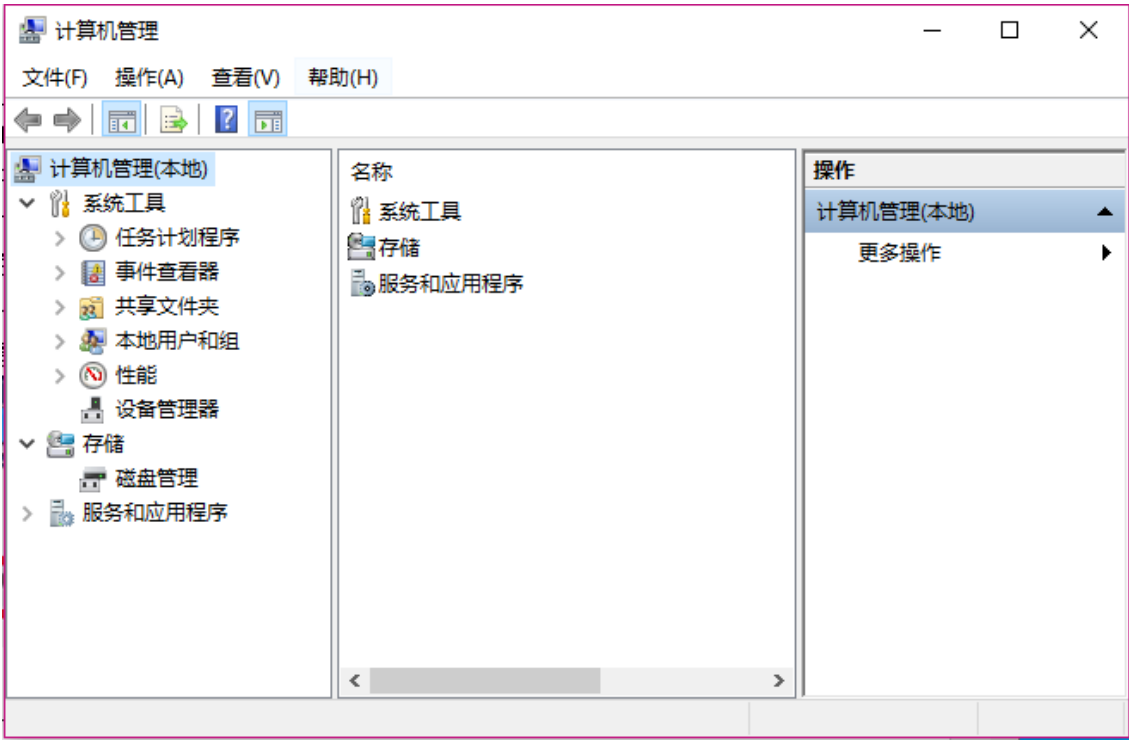 计算机管理
文件(F) 操作(A) 查看(V) 帮助(H)
计算机管理(本地)
系统工具
任务计划程序
事件查看器
共享文件夹
本地用户和组
性能
设备管理器
存储
磁盘管理
服务和应用程序
名称
系统工具
存储
服务和应用程序
操作
计算机管理(本地)
更多操作